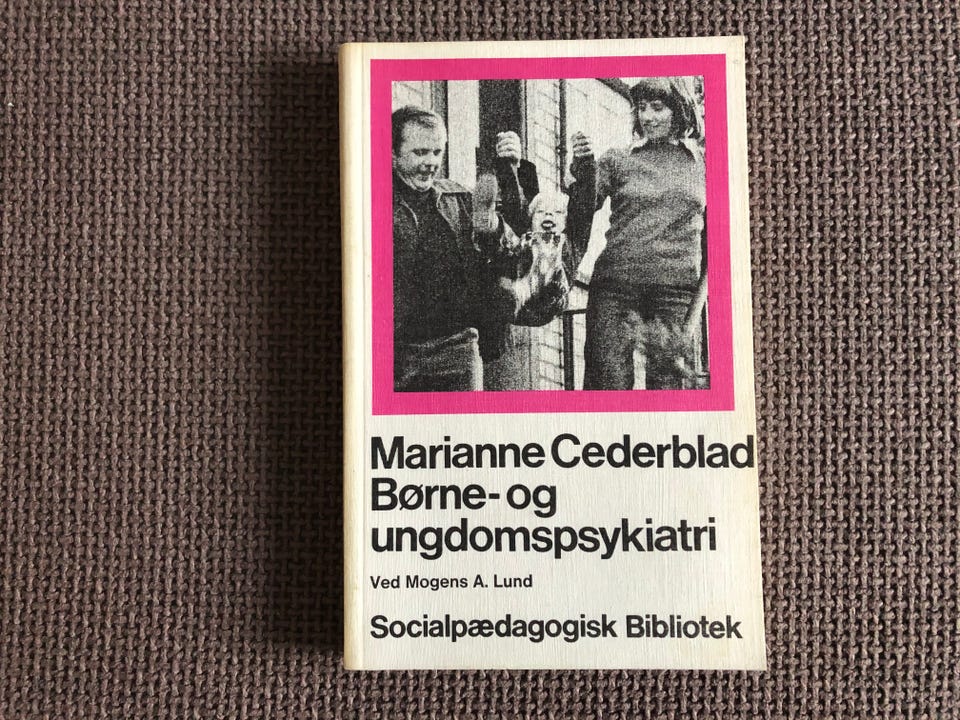 Marianne Cederblad
Børne- og
ungdomspsykiatri
Ved Mogens A. Lund
Socialpædagogisk Bibliotek